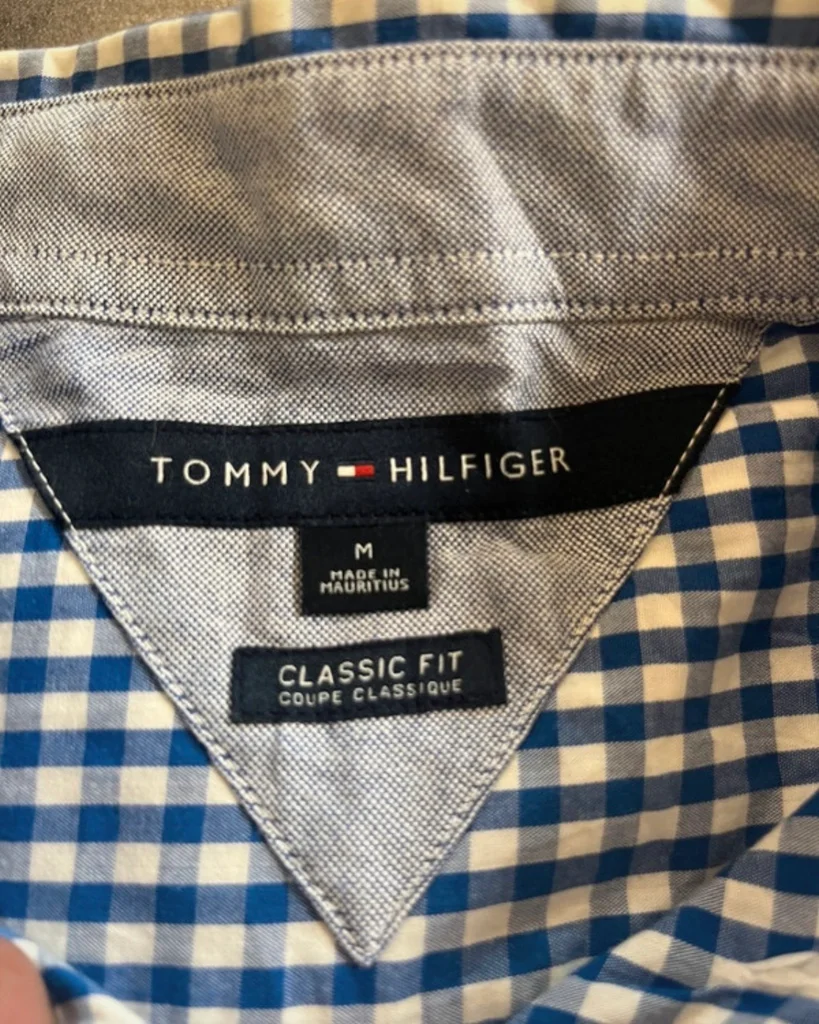 TOMMY HILFIGER
M
MADE IN
MAURITIUS
CLASSIC FIT
COUPE CLASSIQUE